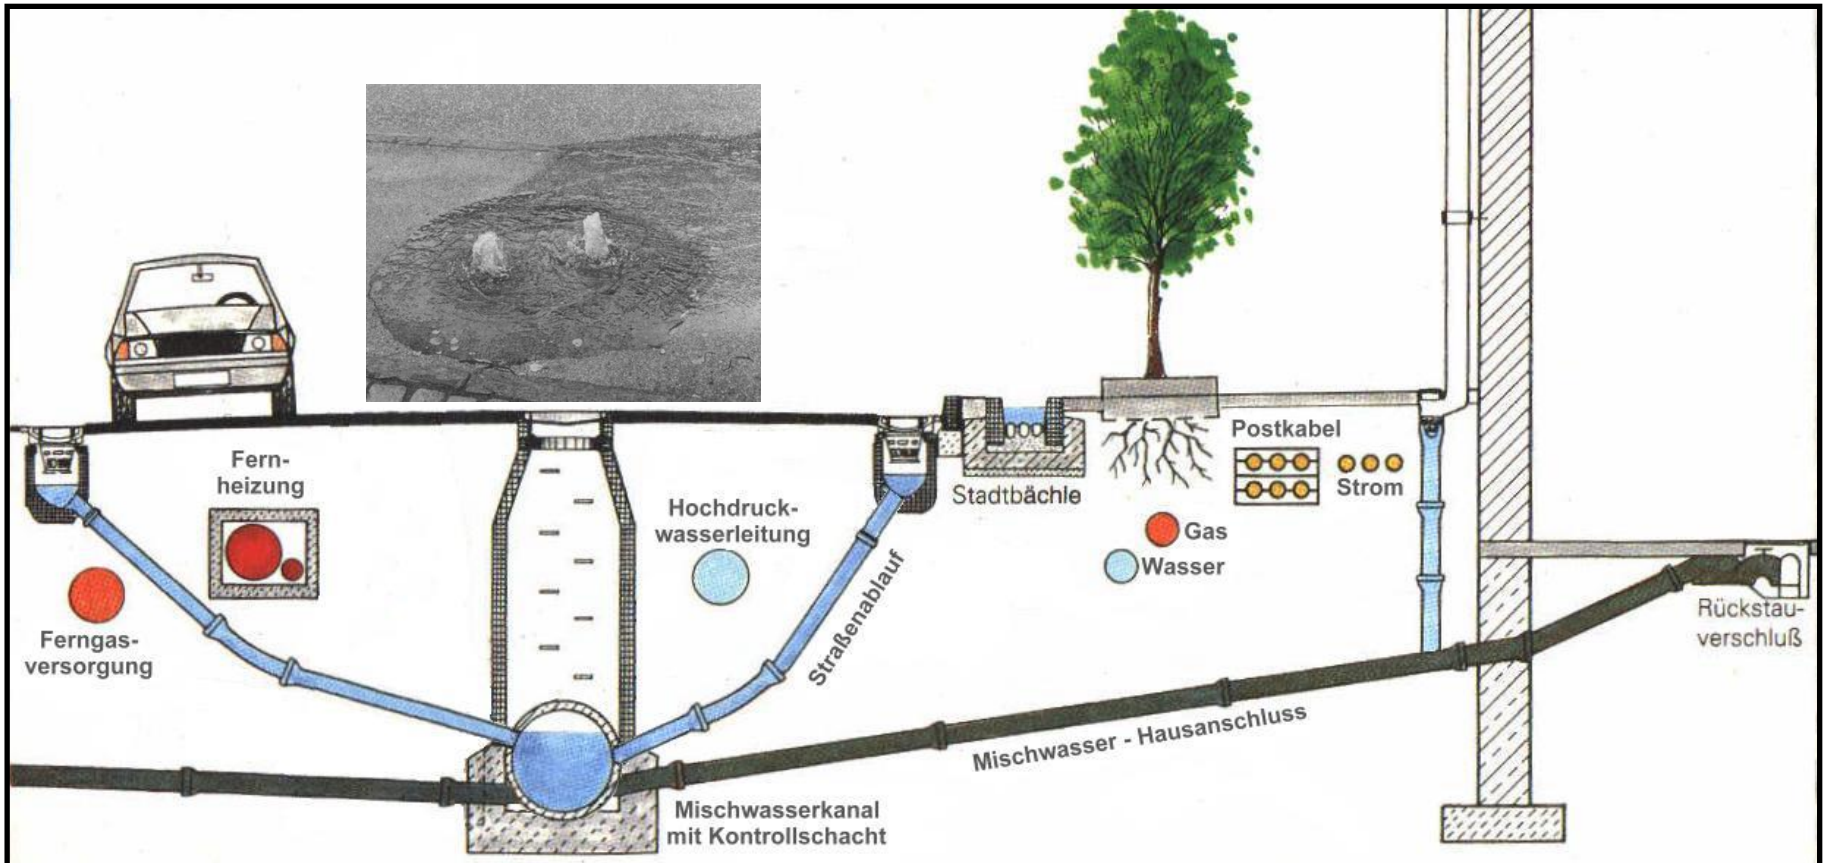 Fern-
heizung
Ferngas-
versorgung
Hochdruck-
wasserleitung
Straßenablauf
Stadtbächle
Postkabel
Strom
Gas
Wasser
Rückstau-
verschluß
Mischwasser - Hausanschluss
Mischwasserkanal
mit Kontrollschacht